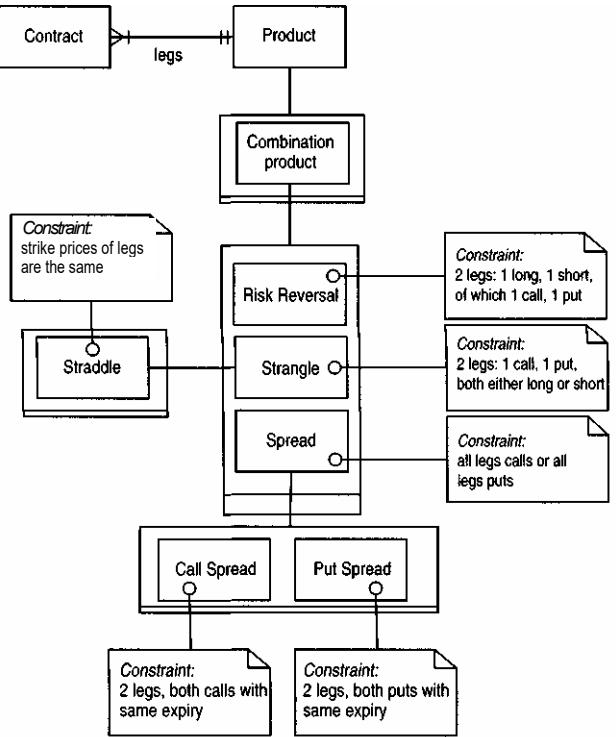 Contract
legs
Product
Combination
product
Constraint:
strike prices of legs
are the same
Risk Reversal
Constraint:
2 legs: 1 long, 1 short,
of which 1 call, 1 put
Straddle
Strangle
Constraint:
2 legs: 1 call, 1 put,
both either long or short
Spread
Constraint:
all legs calls or all
legs puts
Call Spread
Put Spread
Constraint:
2 legs, both calls with
same expiry
Constraint:
2 legs, both puts with
same expiry